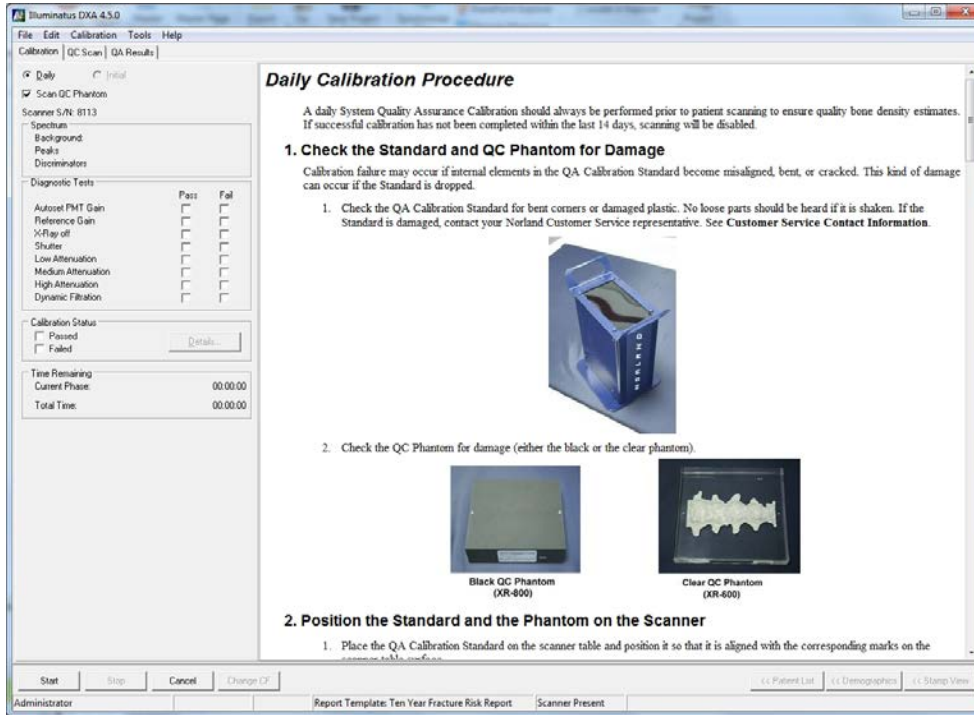 Illuminatus DXA 4.5.0
File Edit Calibration Tools Help
Calibration QC Scan QA Results
Daily Initial
Scan QC Phantom
Scanner S/N: 8113
Spectrum
Background:
Peaks
Discriminators
Diagnostic Tests
Pass Fail
Autoset PMT Gain
Reference Gain
X-Ray off
Shutter
Low Attenuation
Medium Attenuation
High Attenuation
Dynamic Filtration
Calibration Status
Passed
Failed
Details...
Time Remaining
Current Phase: 00:00:00
Total Time: 00:00:00
Daily Calibration Procedure
A daily System Quality Assurance Calibration should always be performed prior to patient scanning to ensure quality bone density estimates.
If successful calibration has not been completed within the last 14 days, scanning will be disabled.
1. Check the Standard and QC Phantom for Damage
Calibration failure may occur if internal elements in the QA Calibration Standard become misaligned, bent, or cracked. This kind of damage
can occur if the Standard is dropped.
1. Check the QA Calibration Standard for bent corners or damaged plastic. No loose parts should be heard if it is shaken. If the
Standard is damaged, contact your Norland Customer Service representative. See Customer Service Contact Information.
NORLAND
2. Check the QC Phantom for damage (either the black or the clear phantom).
Black QC Phantom
(XR-800)
Clear QC Phantom
(XR-600)
2. Position the Standard and the Phantom on the Scanner
1. Place the QA Calibration Standard on the scanner table and position it so that it is aligned with the corresponding marks on the
scanner table surface.
Start Stop Cancel Change CF << Patient List << Demographics << Stamp View
Administrator Report Template: Ten Year Fracture Risk Report Scanner Present